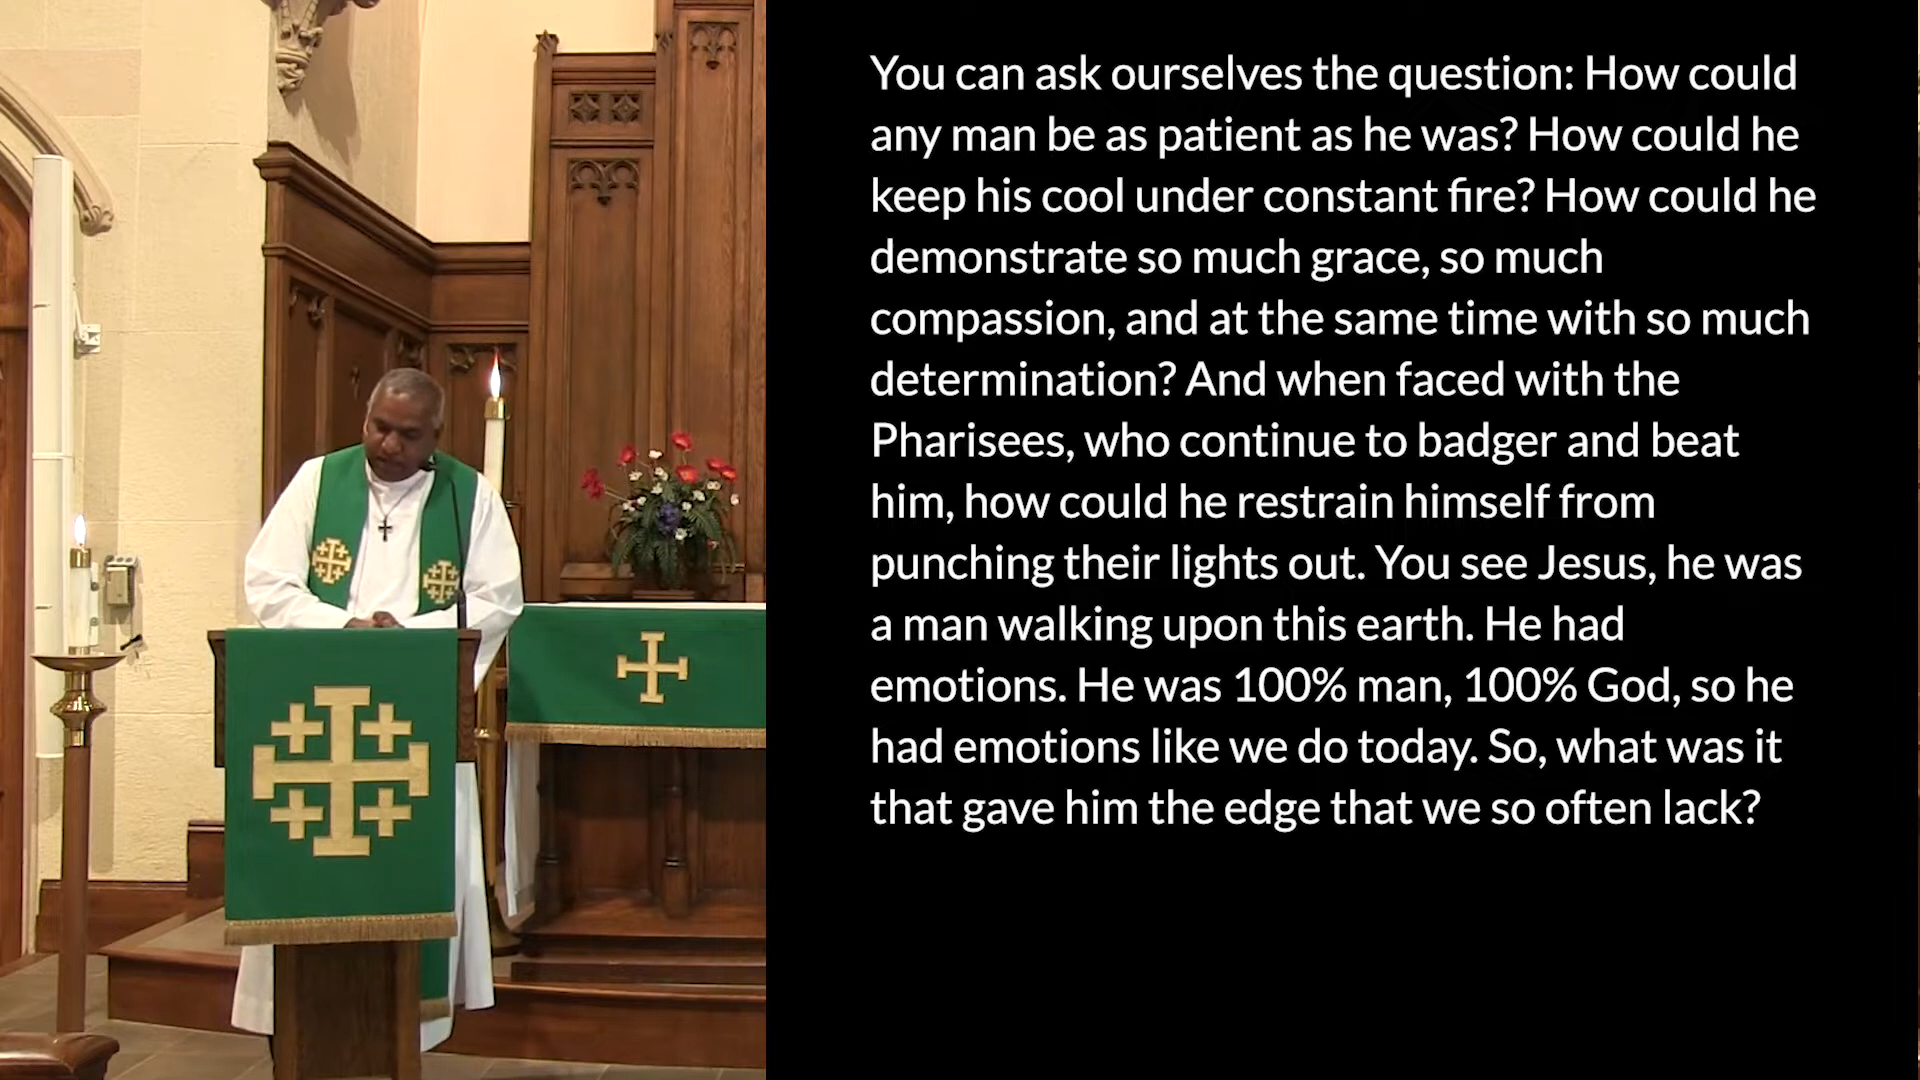 You can ask ourselves the question: How could
any man be as patient as he was? How could he
keep his cool under constant fire? How could he
demonstrate so much grace, so much
compassion, and at the same time with so much
determination? And when faced with the
Pharisees, who continue to badger and beat
him, how could he restrain himself from
punching their lights out. You see Jesus, he was
a man walking upon this earth. He had
emotions. He was 100% man, 100% God, so he
had emotions like we do today. So, what was it
that gave him the edge that we so often lack?